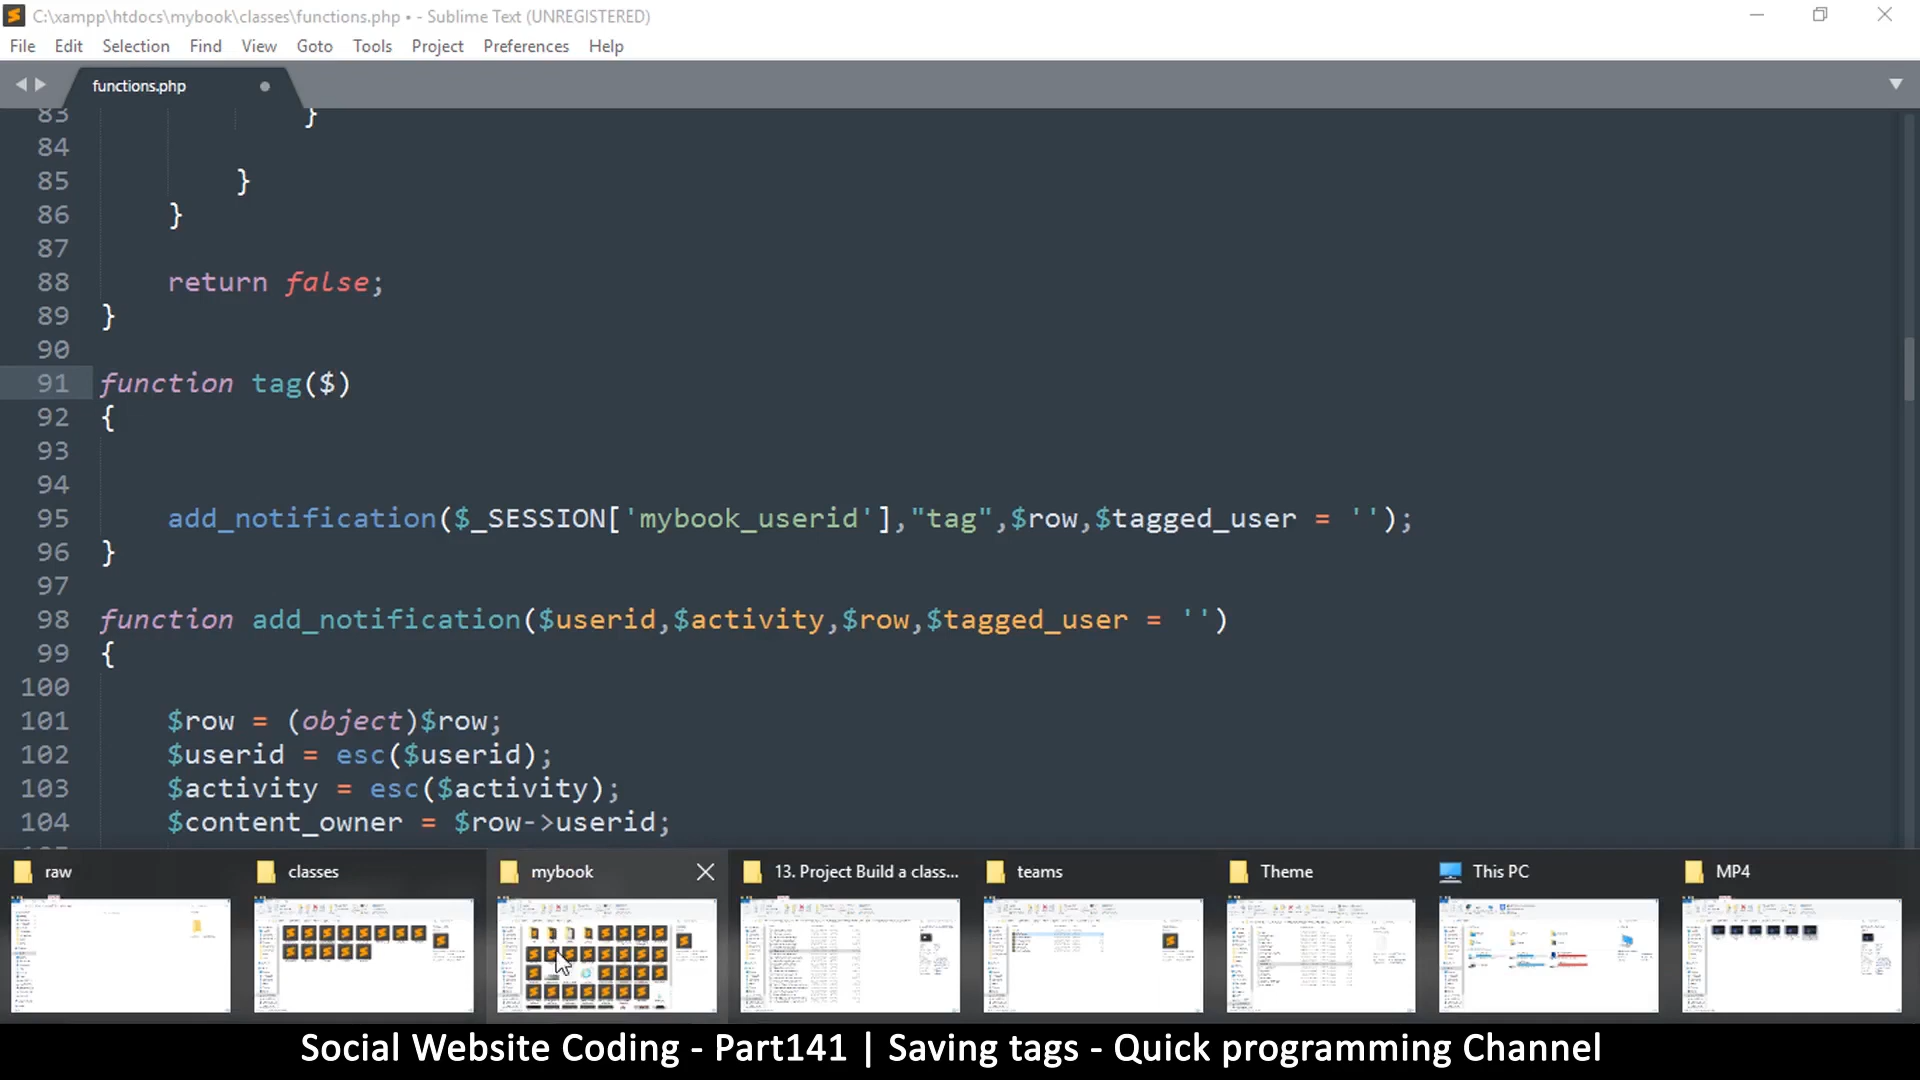 C:\xampp\htdocs\mybook\classes\functions.php • - Sublime Text (UNREGISTERED)
File Edit Selection Find View Goto Tools Project Preferences Help
functions.php
83 }
84
85 }
86 }
87
88 return false;
89 }
90
91 function tag($)
92 {
93
94
95 add_notification($_SESSION['mybook_userid'],"tag",$row,$tagged_user = '');
96 }
97
98 function add_notification($userid,$activity,$row,$tagged_user = '')
99 {
100
101 $row = (object)$row;
102 $userid = esc($userid);
103 $activity = esc($activity);
104 $content_owner = $row->userid;
raw classes mybook 13. Project Build a class... teams Theme This PC MP4
Social Website Coding - Part141 | Saving tags - Quick programming Channel